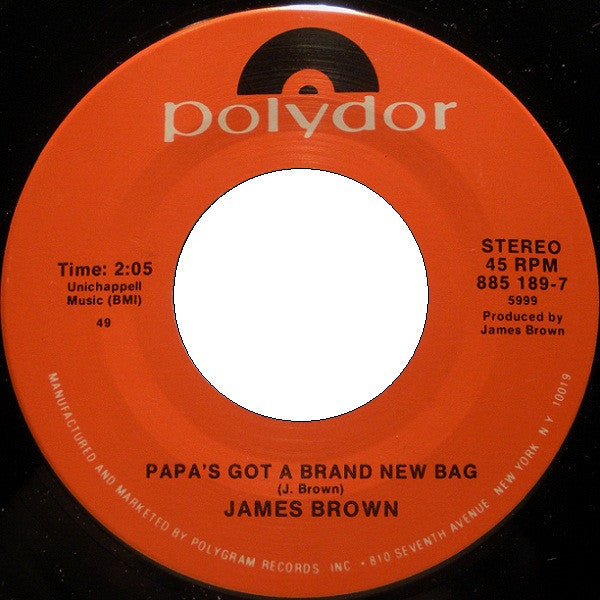 polydor
Time: 2:05
Unichappell
Music (BMI)
49
STEREO
45 RPM
885 189-7
5999
Produced by
James Brown
PAPA'S GOT A BRAND NEW BAG
(J. Brown)
JAMES BROWN
MANUFACTURED AND MARKETED BY POLYGRAM RECORDS INC • 810 SEVENTH AVENUE, NEW YORK, N Y 10019